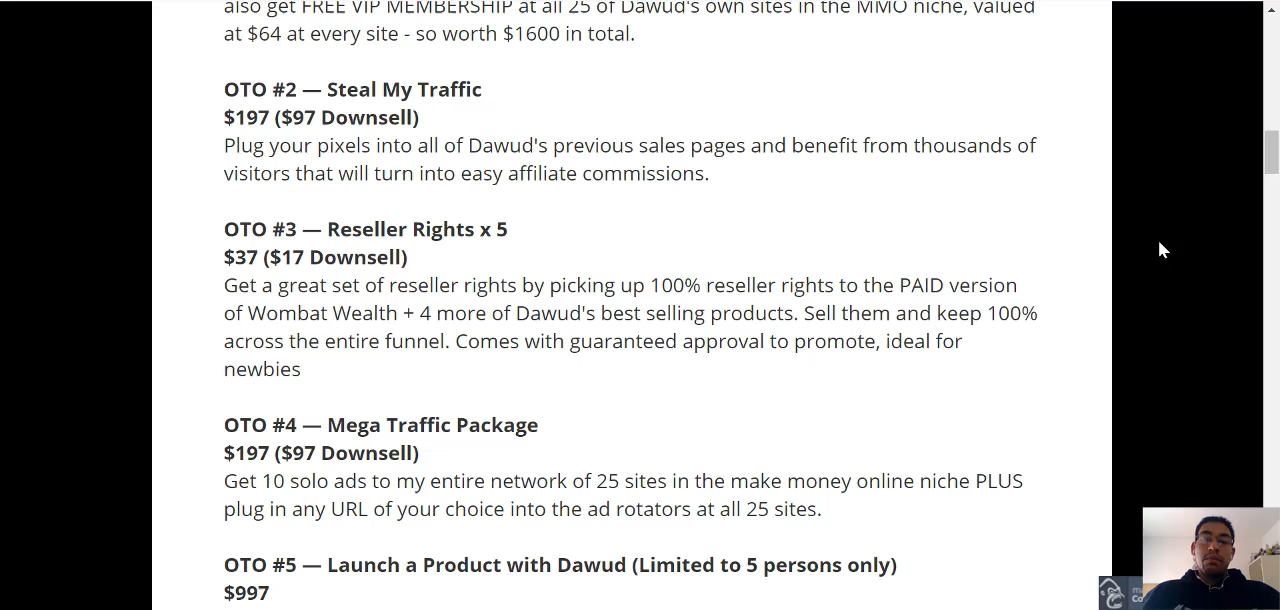 also get FREE VIP MEMBERSHIP at all 25 of Dawud's own sites in the MMO niche, valued
at $64 at every site - so worth $1600 in total.
OTO #2 — Steal My Traffic
$197 ($97 Downsell)
Plug your pixels into all of Dawud's previous sales pages and benefit from thousands of
visitors that will turn into easy affiliate commissions.
OTO #3 — Reseller Rights x 5
$37 ($17 Downsell)
Get a great set of reseller rights by picking up 100% reseller rights to the PAID version
of Wombat Wealth + 4 more of Dawud's best selling products. Sell them and keep 100%
across the entire funnel. Comes with guaranteed approval to promote, ideal for
newbies
OTO #4 — Mega Traffic Package
$197 ($97 Downsell)
Get 10 solo ads to my entire network of 25 sites in the make money online niche PLUS
plug in any URL of your choice into the ad rotators at all 25 sites.
OTO #5 — Launch a Product with Dawud (Limited to 5 persons only)
$997